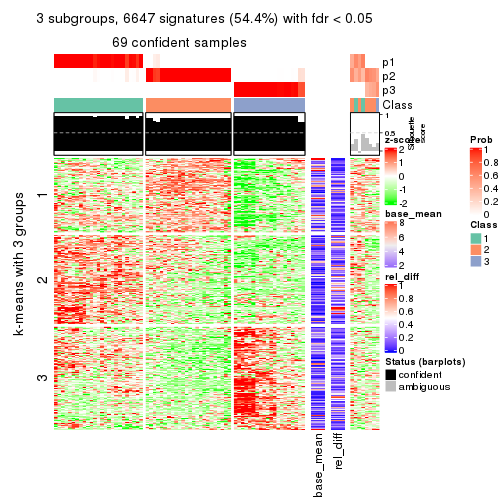 3 subgroups, 6647 signatures (54.4%) with fdr < 0.05
69 confident samples
p1
p2
p3
Class
1
0.5
0
Silhouette
score
k-means with 3 groups
1
2
3
base_mean
rel_diff
z-score
2
1
0
-1
-2
base_mean
8
6
4
2
rel_diff
1
0.8
0.6
0.4
0.2
0
Status (barplots)
confident
ambiguous
Prob
1
0.8
0.6
0.4
0.2
0
Class
1
2
3